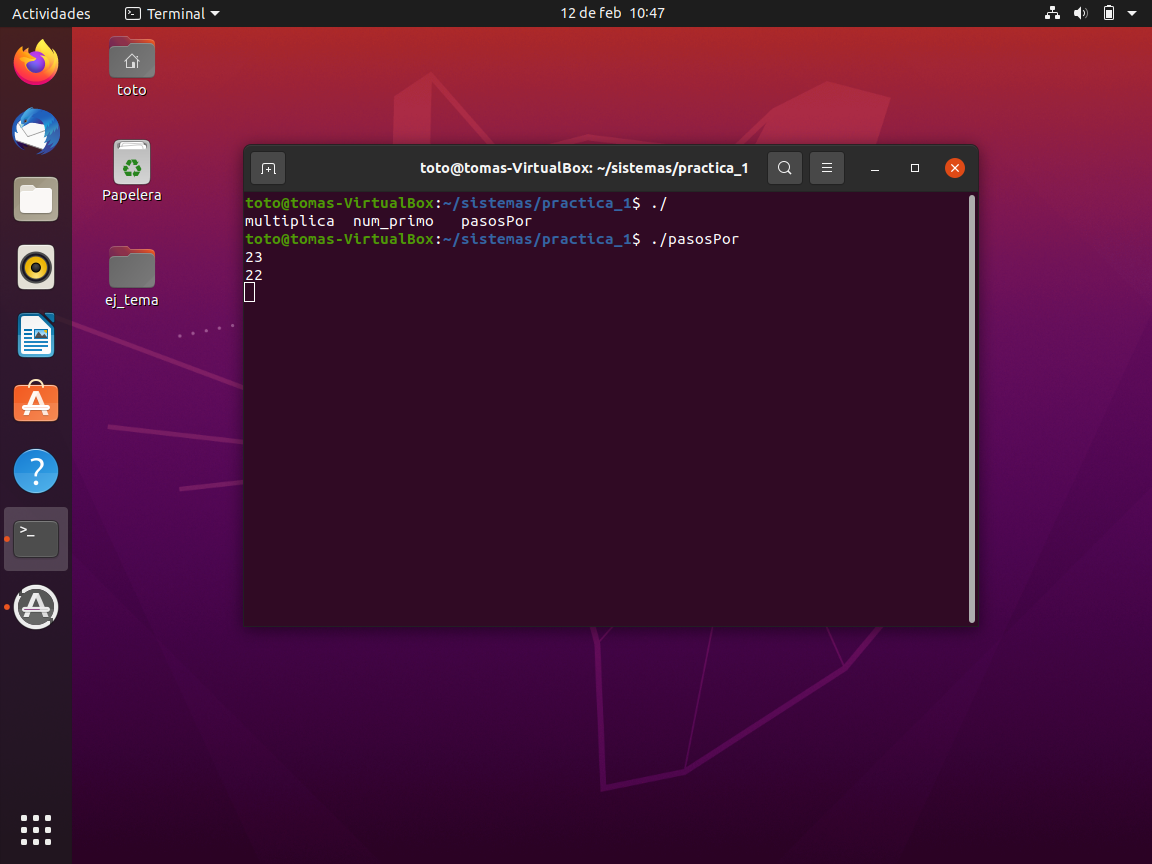 Actividades
Terminal
12 de feb 10:47
toto
Papelera
ej_tema
toto@tomas-VirtualBox: ~/sistemas/practica_1
toto@tomas-VirtualBox:~/sistemas/practica_1$ ./
multiplica  num_primo   pasosPor
toto@tomas-VirtualBox:~/sistemas/practica_1$ ./pasosPor
23
22